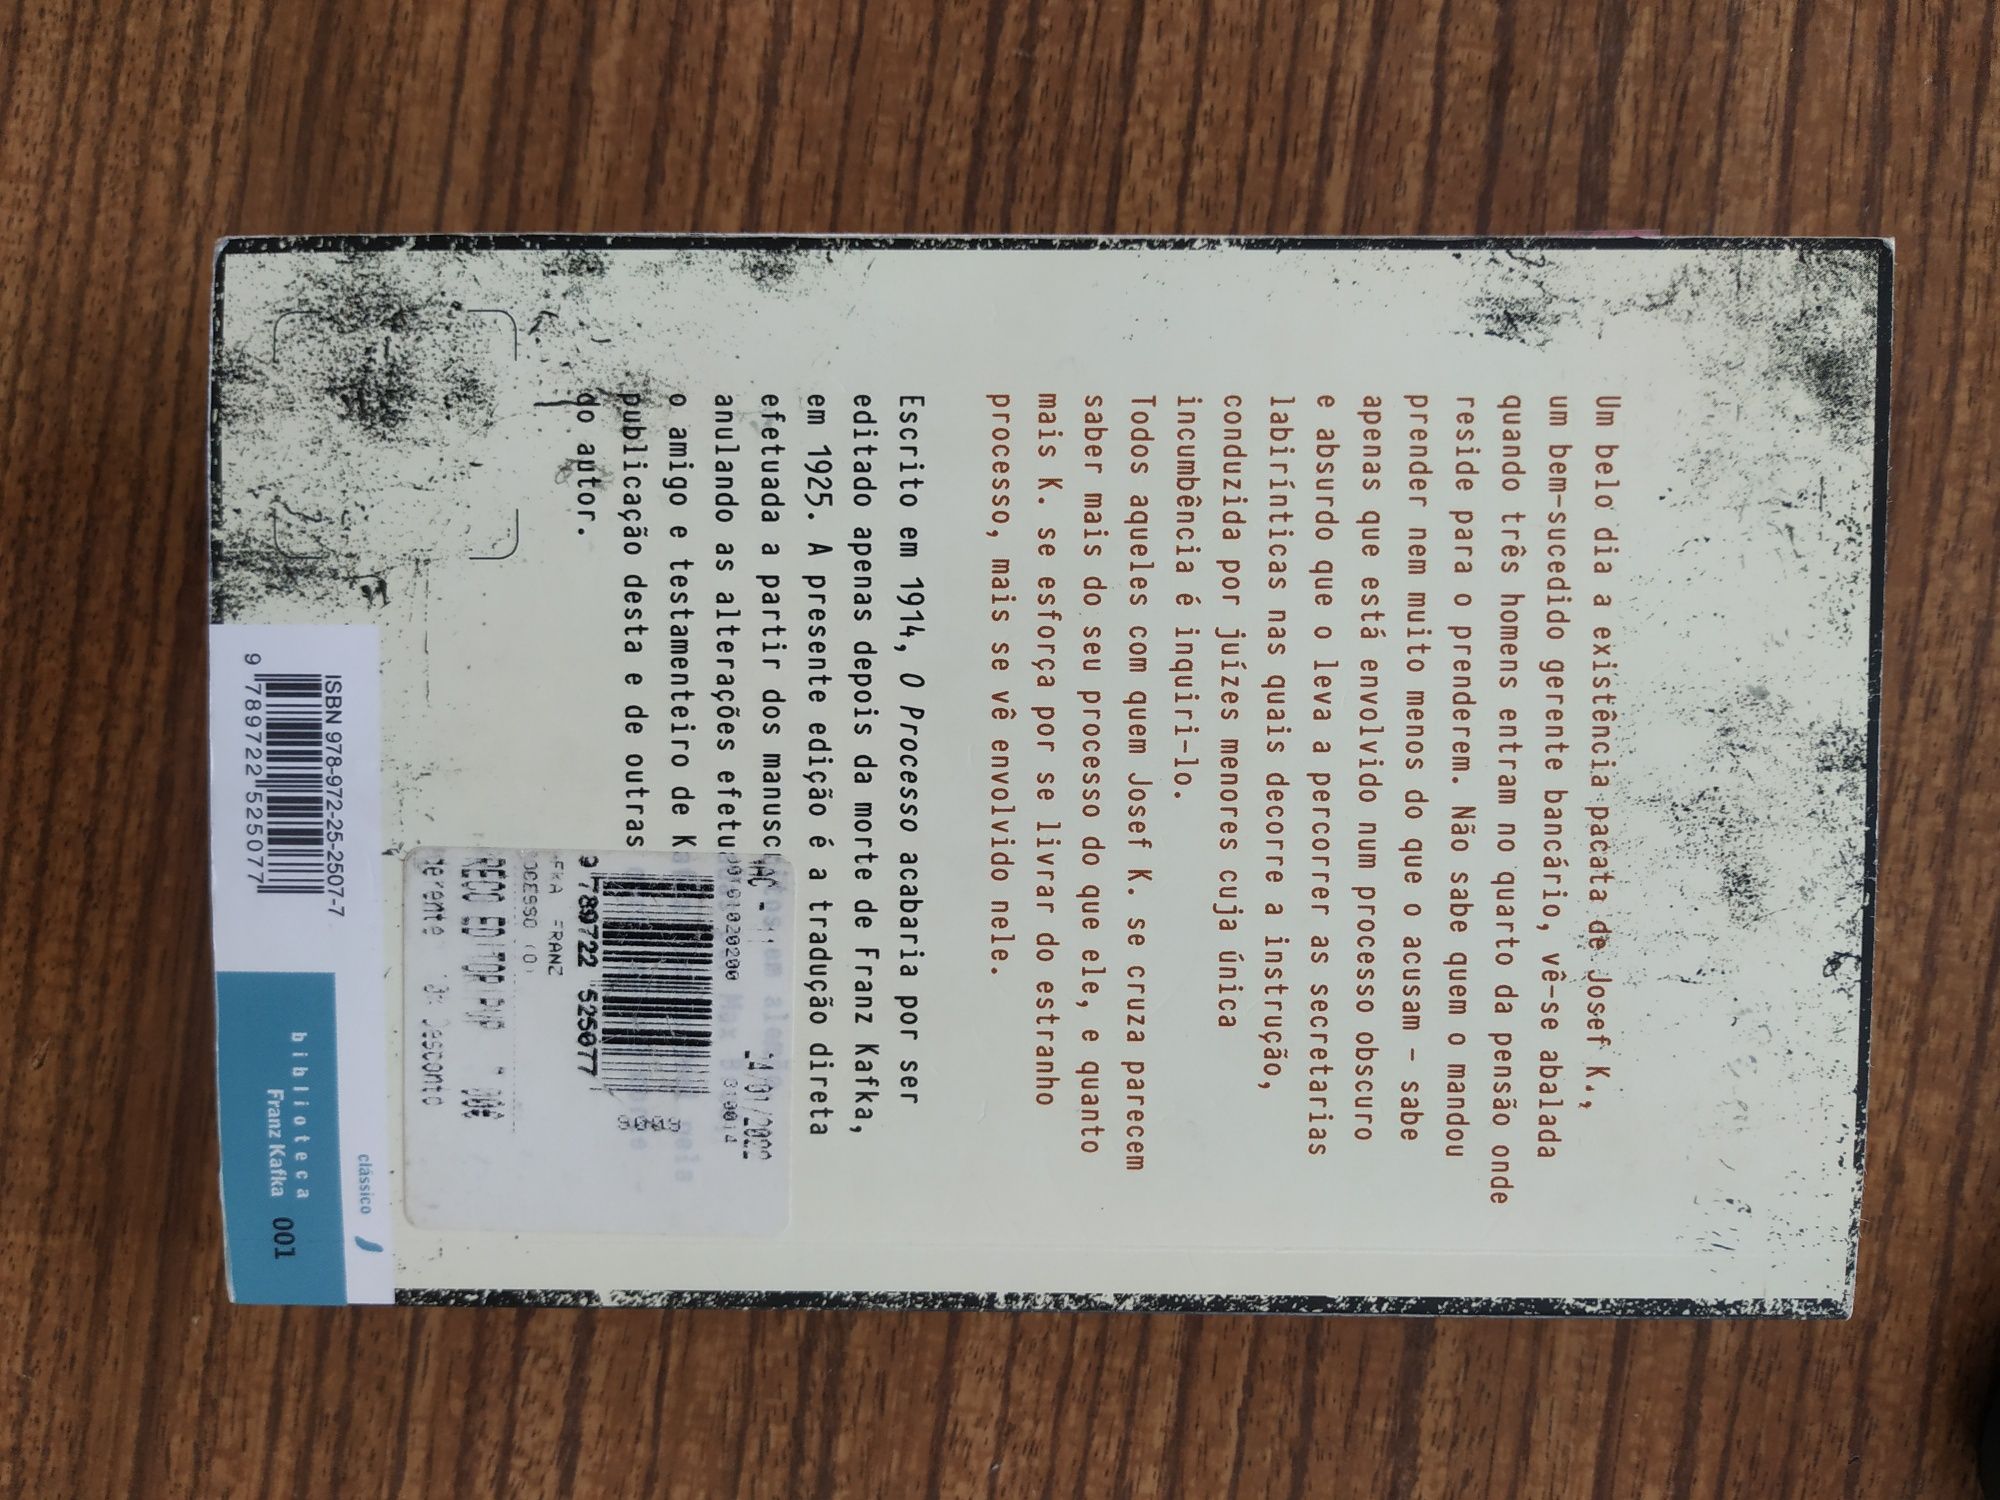 Um belo dia a existência pacata de Josef K.,
um bem-sucedido gerente bancário, vê-se abalada
quando três homens entram no quarto da pensão onde
reside para o prenderem. Não sabe quem o mandou
prender nem muito menos do que o acusam – sabe
apenas que está envolvido num processo obscuro
e absurdo que o leva a percorrer as secretarias
labirínticas nas quais decorre a instrução,
conduzida por juízes menores cuja única
incumbência é inquiri-lo.
Todos aqueles com quem Josef K. se cruza parecem
saber mais do seu processo do que ele, e quanto
mais K. se esforça por se livrar do estranho
processo, mais se vê envolvido nele.
Escrito em 1914, O Processo acabaria por ser
editado apenas depois da morte de Franz Kafka,
em 1925. A presente edição é a tradução direta
efetuada a partir dos
anulando as alterações
o amigo e testamenteiro de
publicação desta e de outras
do autor.
9 789722 525077
FRANZ
(O)
Desconto
clássico
ISBN 978-972-25-2507-7
9 789722 525077
biblioteca
Franz Kafka 001